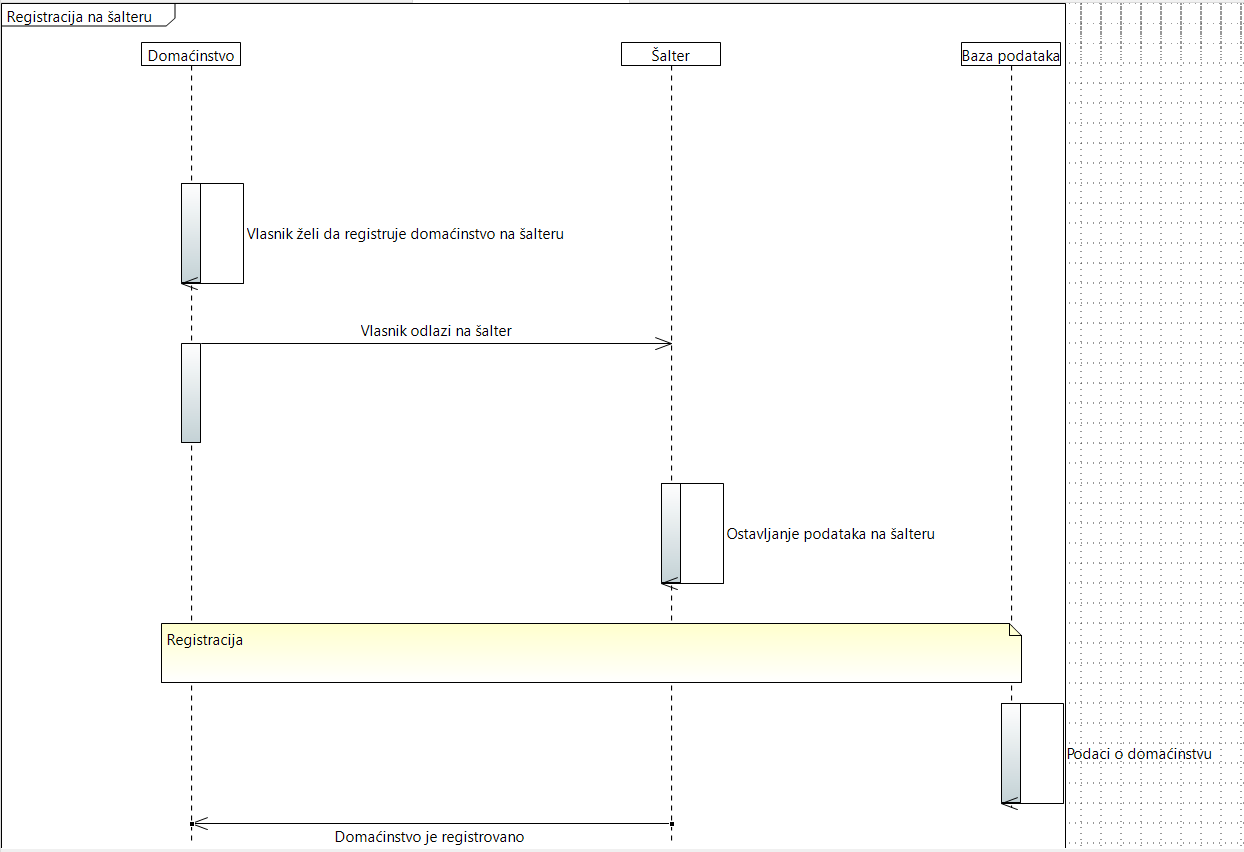 Registracija na šalteru
Domaćinstvo
Šalter
Baza podataka
Vlasnik želi da registruje domaćinstvo na šalteru
Vlasnik odlazi na šalter
Ostavljanje podataka na šalteru
Registracija
Podaci o domaćinstvu
Domaćinstvo je registrovano